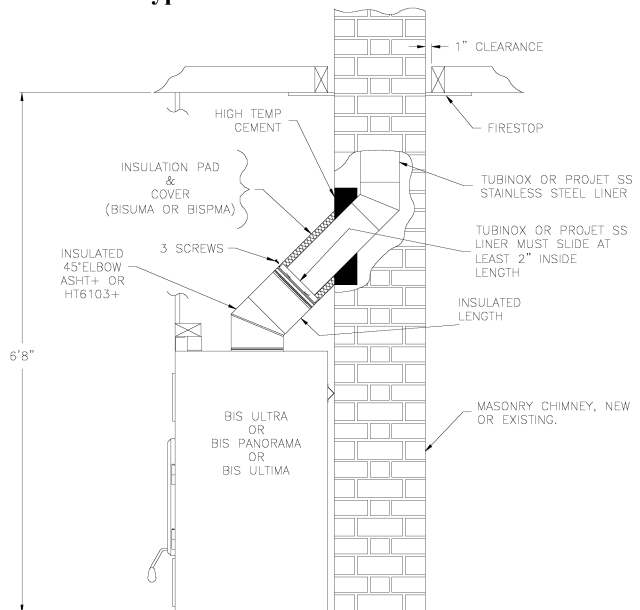 1" CLEARANCE
FIRESTOP
HIGH TEMP
CEMENT
TUBINOX OR PROJET SS
STAINLESS STEEL LINER
INSULATION PAD
&
COVER
(BISUMA OR BISPMA)
TUBINOX OR PROJET SS
LINER MUST SLIDE AT
LEAST 2" INSIDE
LENGTH
3 SCREWS
INSULATED
45°ELBOW
ASHT+ OR
HT6103+
INSULATED
LENGTH
6'8"
MASONRY CHIMNEY, NEW
OR EXISTING.
BIS ULTRA
OR
BIS PANORAMA
OR
BIS ULTIMA